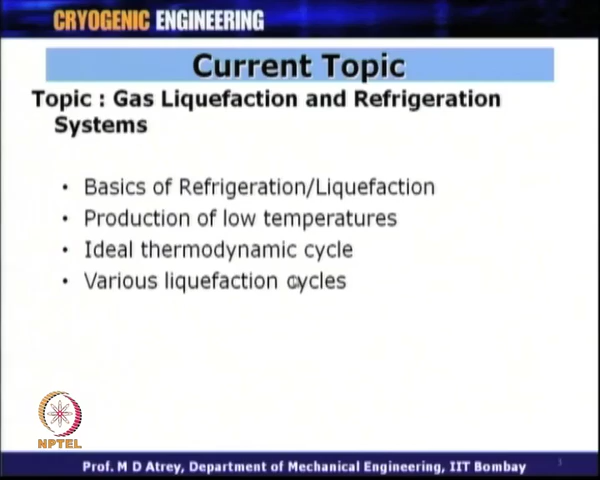 CRYOGENIC ENGINEERING
Current Topic
Topic : Gas Liquefaction and Refrigeration
Systems
• Basics of Refrigeration/Liquefaction
• Production of low temperatures
• Ideal thermodynamic cycle
• Various liquefaction cycles
NPTEL
Prof. M D Atrey, Department of Mechanical Engineering, IIT Bombay
3